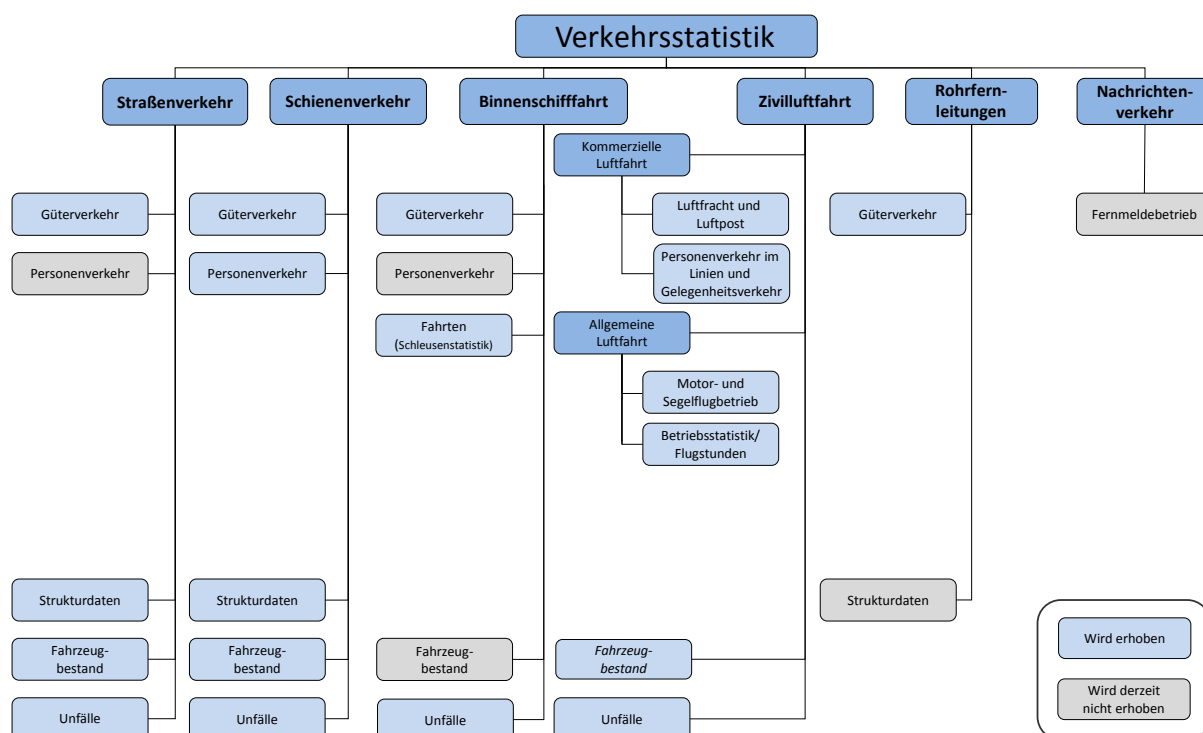 Verkehrsstatistik
Straßenverkehr
Schienenverkehr
Binnenschifffahrt
Zivilluftfahrt
Rohrfern-
leitungen
Nachrichten-
verkehr
Kommerzielle
Luftfahrt
Güterverkehr
Güterverkehr
Güterverkehr
Luftfracht und
Luftpost
Güterverkehr
Fernmeldebetrieb
Personenverkehr
Personenverkehr
Personenverkehr
Personenverkehr im
Linien und
Gelegenheitsverkehr
Fahrten
(Schleusenstatistik)
Allgemeine
Luftfahrt
Motor- und
Segelflugbetrieb
Betriebsstatistik/
Flugstunden
Strukturdaten
Strukturdaten
Strukturdaten
Fahrzeug-
bestand
Fahrzeug-
bestand
Fahrzeug-
bestand
Fahrzeug-
bestand
Unfälle
Unfälle
Unfälle
Unfälle
Wird erhoben
Wird derzeit
nicht erhoben